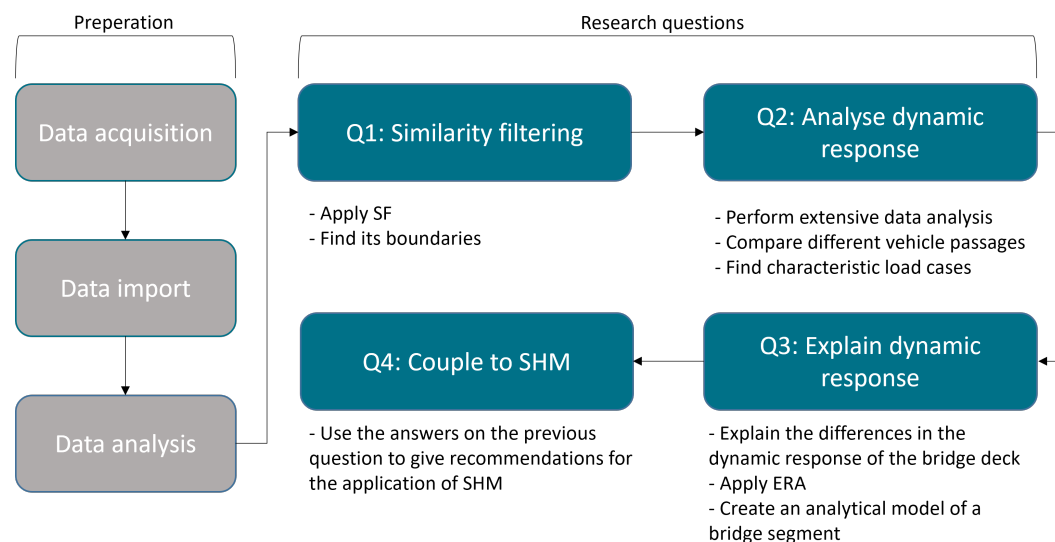 Preperation
Data acquisition
Data import
Data analysis
Research questions
Q1: Similarity filtering
- Apply SF
- Find its boundaries
Q2: Analyse dynamic
response
- Perform extensive data analysis
- Compare different vehicle passages
- Find characteristic load cases
Q3: Explain dynamic
response
- Explain the differences in the
dynamic response of the bridge deck
- Apply ERA
- Create an analytical model of a
bridge segment
Q4: Couple to SHM
- Use the answers on the previous
question to give recommendations for
the application of SHM